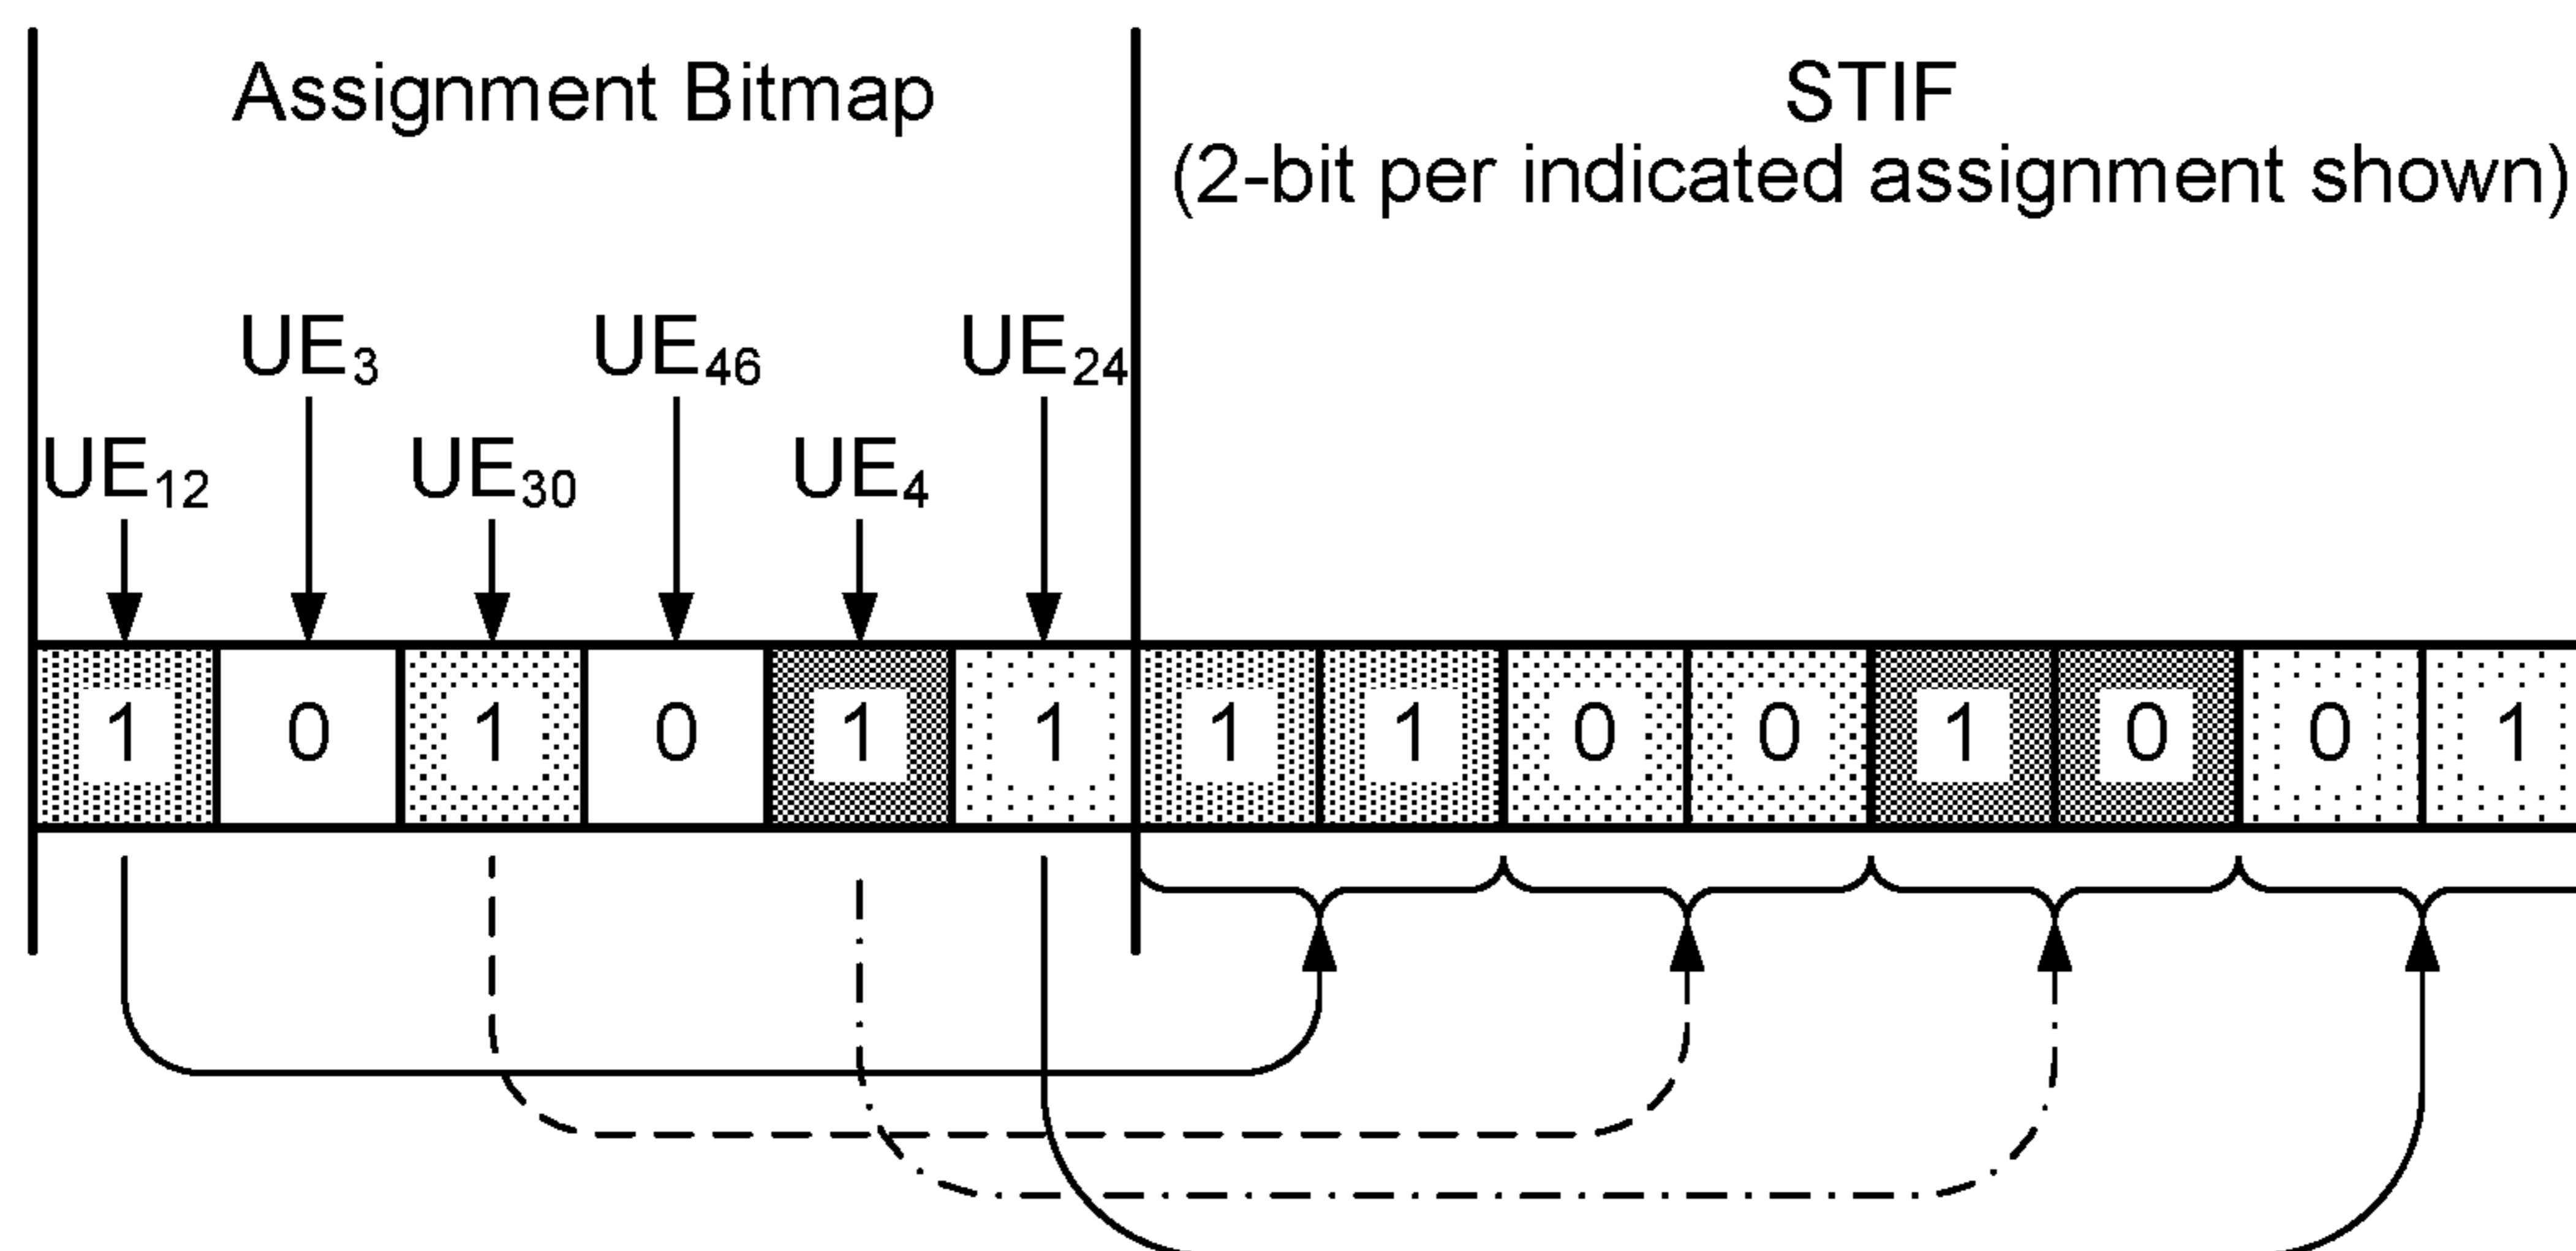 Assignment Bitmap
STIF
(2-bit per indicated assignment shown)
UE3 UE46 UE24
UE12 UE30 UE4
1 0 1 0 1 1 1 1 0 0 1 0 0 1